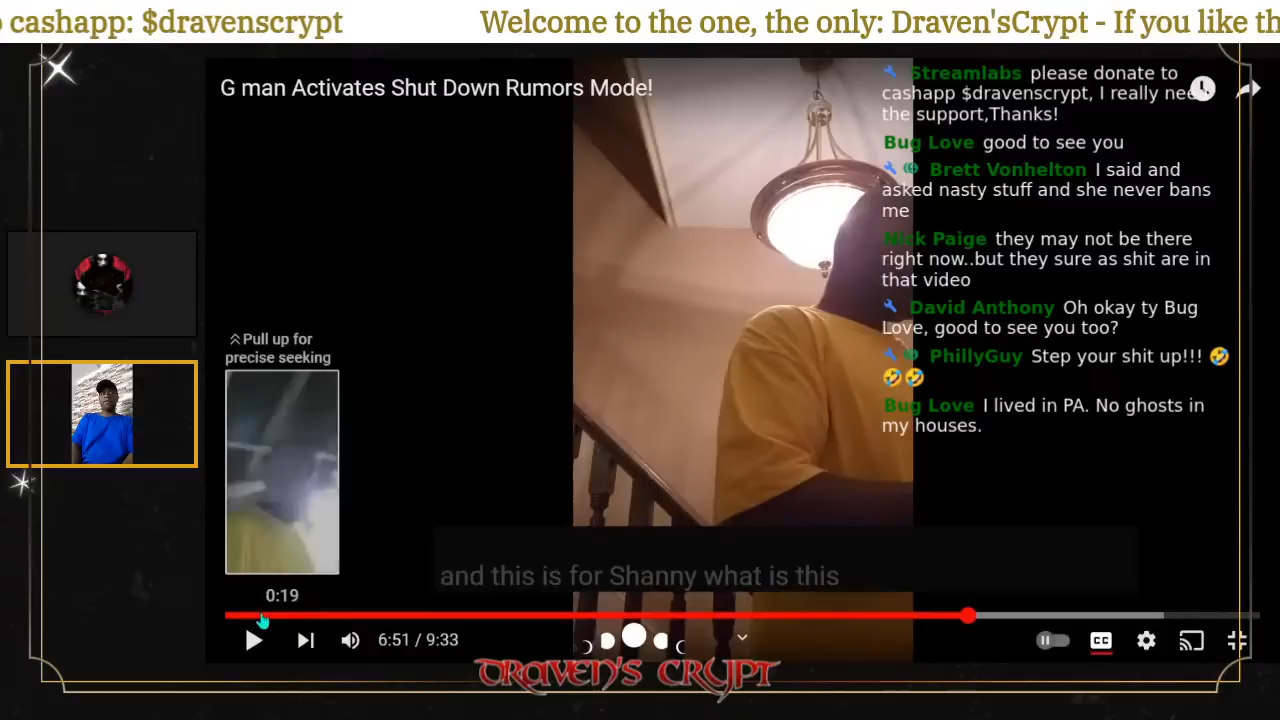 cashapp: $dravenscrypt Welcome to the one, the only: Draven'sCrypt - If you like th
G man Activates Shut Down Rumors Mode!
Streamlabs please donate to
cashapp $dravenscrypt, I really nee
the support,Thanks!
Bug Love good to see you
Brett Vonhelton I said and
asked nasty stuff and she never bans
me
Nick Paige they may not be there
right now..but they sure as shit are in
that video
David Anthony Oh okay ty Bug
Love, good to see you too?
PhillyGuy Step your shit up!!! 🤣
🤣🤣
Bug Love I lived in PA. No ghosts in
my houses.
Pull up for
precise seeking
0:19
and this is for Shanny what is this
6:51 / 9:33
CC
DRAVEN'S CRYPT